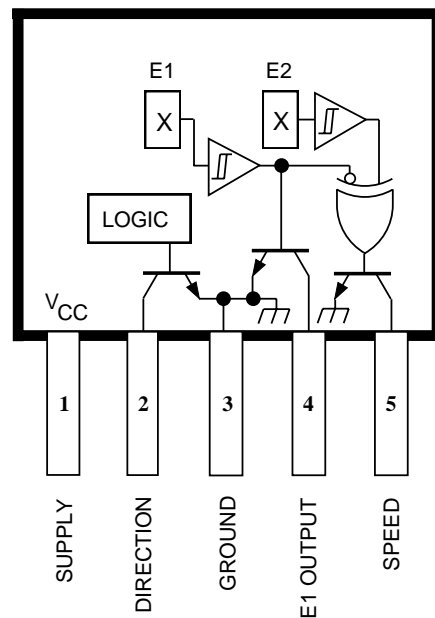 E1 E2
X X
LOGIC
VCC
1 2 3 4 5
SUPPLY
DIRECTION
GROUND
E1 OUTPUT
SPEED